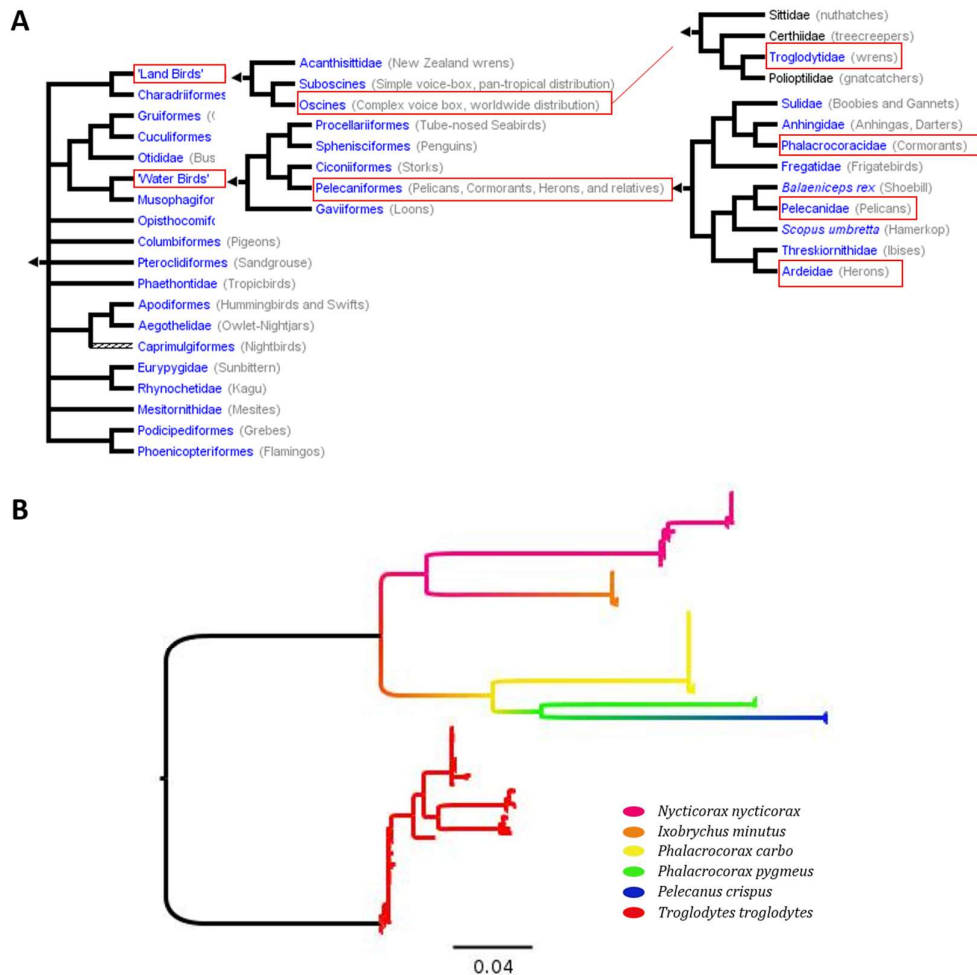 A
'Land Birds'
Charadriiformes
Gruiformes (
Cuculiformes
Otididae (Bus
'Water Birds'
Musophagifor
Opisthocomif
Columbiformes (Pigeons)
Pteroclidiformes (Sandgrouse)
Phaethontidae (Tropicbirds)
Apodiformes (Hummingbirds and Swifts)
Aegothelidae (Owlet-Nightjars)
Caprimulgiformes (Nightbirds)
Eurypygidae (Sunbittern)
Rhynochetidae (Kagu)
Mesitornithidae (Mesites)
Podicipediformes (Grebes)
Phoenicopteriformes (Flamingos)
Acanthisittidae (New Zealand wrens)
Suboscines (Simple voice-box, pan-tropical distribution)
Oscines (Complex voice box, worldwide distribution)
Procellariiformes (Tube-nosed Seabirds)
Sphenisciformes (Penguins)
Ciconiiformes (Storks)
Pelecaniformes (Pelicans, Cormorants, Herons, and relatives)
Gaviiformes (Loons)
Sittidae (nuthatches)
Certhiidae (treecreepers)
Troglodytidae (wrens)
Polioptilidae (gnatcatchers)
Sulidae (Boobies and Gannets)
Anhingidae (Anhingas, Darters)
Phalacrocoracidae (Cormorants)
Fregatidae (Frigatebirds)
Balaeniceps rex (Shoebill)
Pelecanidae (Pelicans)
Scopus umbretta (Hamerkop)
Threskiornithidae (Ibises)
Ardeidae (Herons)
B
Nycticorax nycticorax
Ixobrychus minutus
Phalacrocorax carbo
Phalacrocorax pygmeus
Pelecanus crispus
Troglodytes troglodytes
0.04